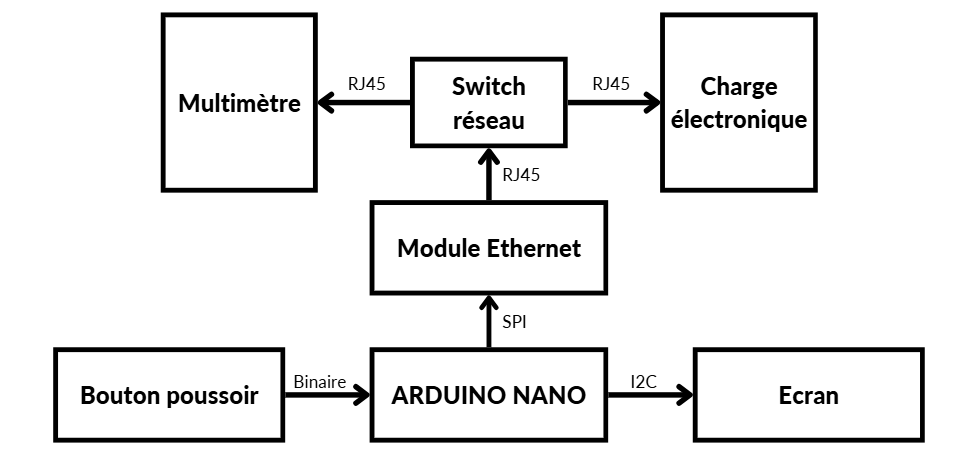 Multimètre
RJ45
Switch
réseau
RJ45
Charge
électronique
RJ45
Module Ethernet
SPI
Bouton poussoir
Binaire
ARDUINO NANO
I2C
Ecran